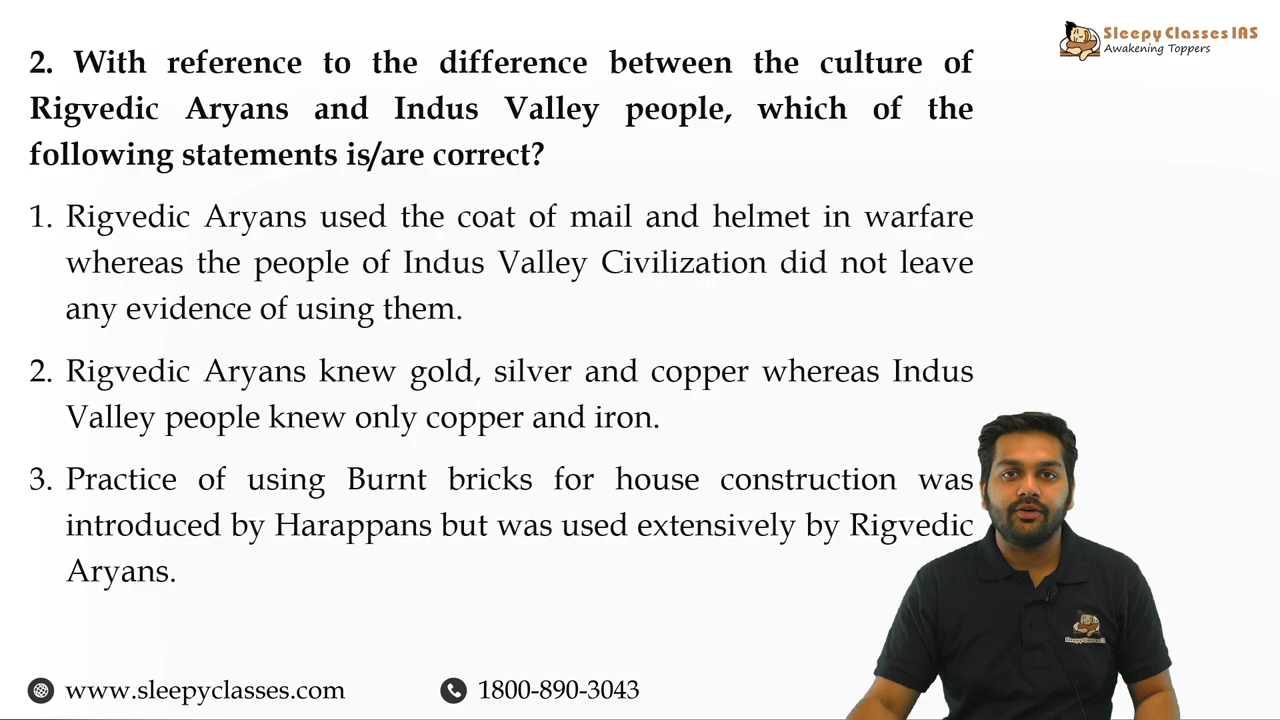 Sleepy Classes IAS
Awakening Toppers
2. With reference to the difference between the culture of
Rigvedic Aryans and Indus Valley people, which of the
following statements is/are correct?
1. Rigvedic Aryans used the coat of mail and helmet in warfare
whereas the people of Indus Valley Civilization did not leave
any evidence of using them.
2. Rigvedic Aryans knew gold, silver and copper whereas Indus
Valley people knew only copper and iron.
3. Practice of using Burnt bricks for house construction was
introduced by Harappans but was used extensively by Rigvedic
Aryans.
www.sleepyclasses.com
1800-890-3043